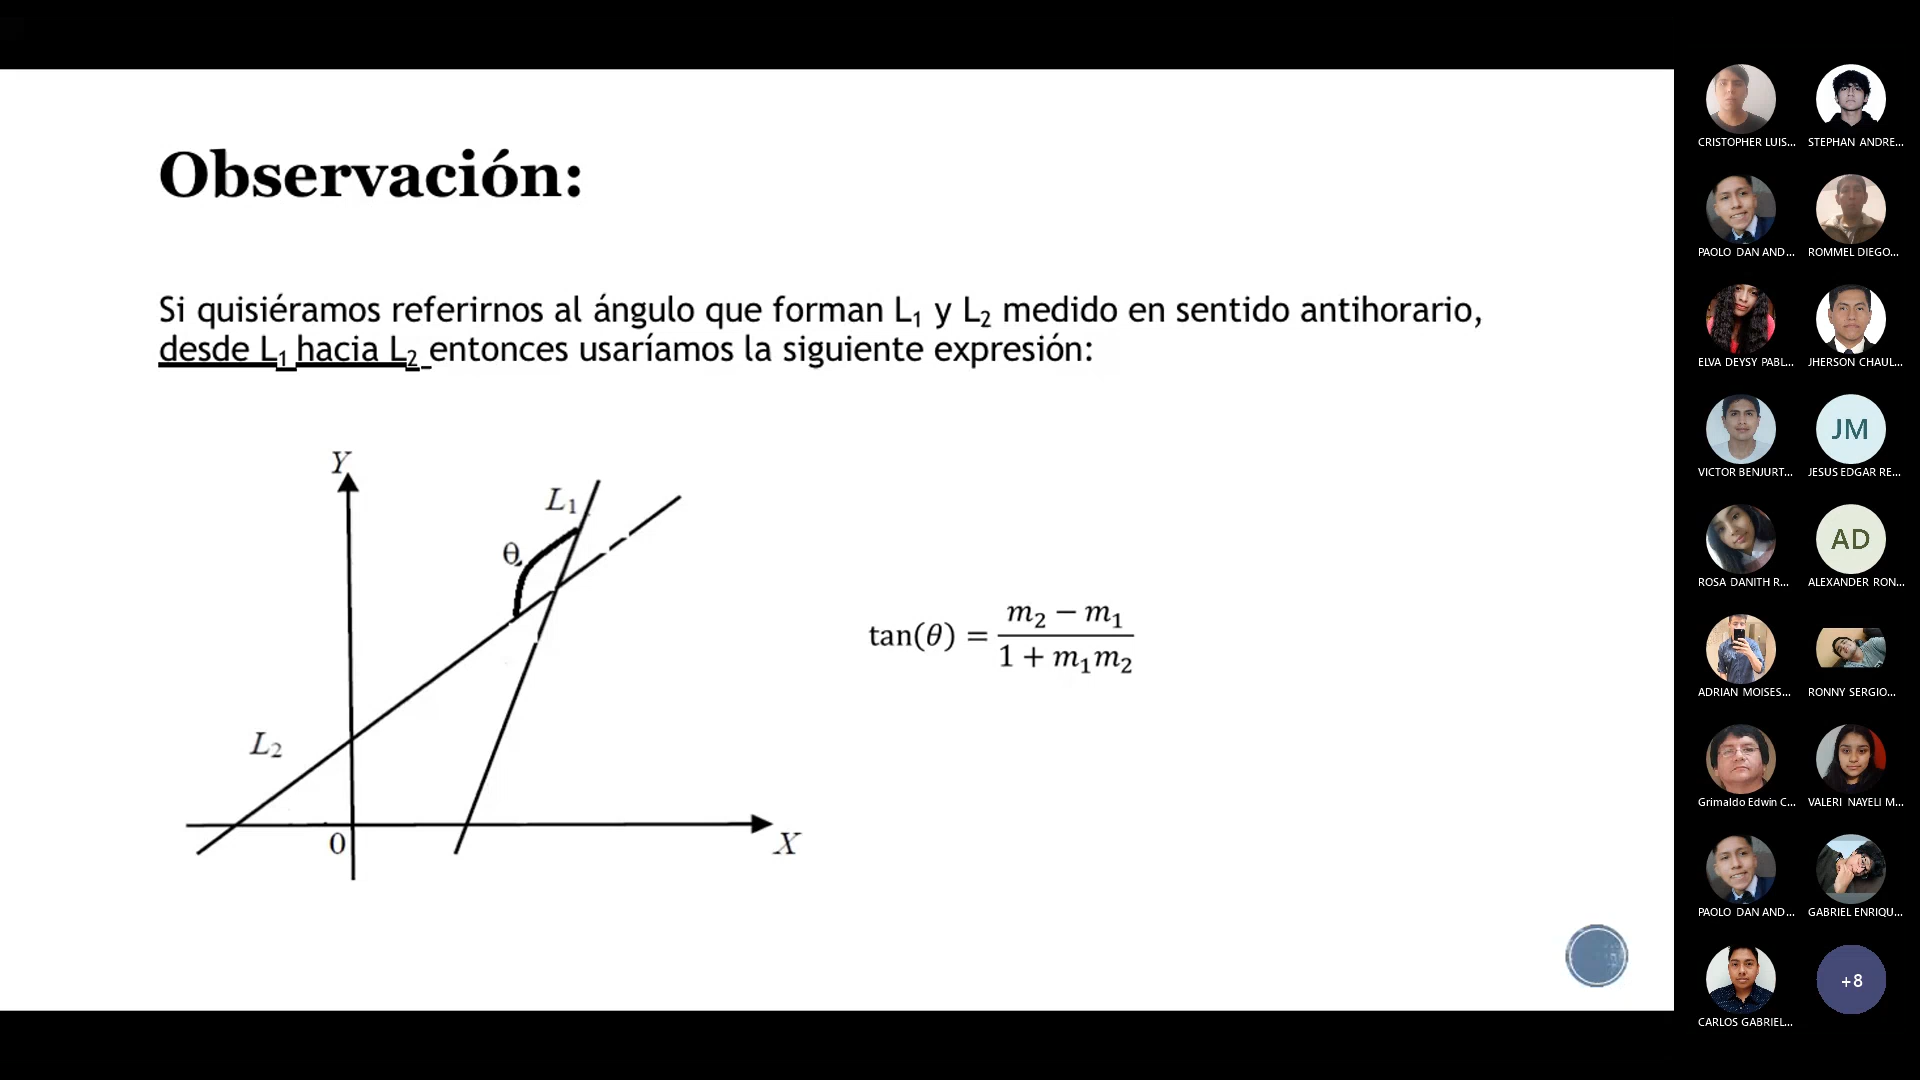 Observación:
Si quisiéramos referirnos al ángulo que forman L₁ y L₂ medido en sentido antihorario,
desde L₁ hacia L₂ entonces usaríamos la siguiente expresión:
Y
L₁
θ
tan(θ) = (m₂ − m₁)/(1 + m₁m₂)
L₂
0
X
CRISTOPHER LUIS...
STEPHAN ANDRE...
PAOLO DAN AND...
ROMMEL DIEGO...
ELVA DEYSY PABL...
JHERSON CHAUL...
VICTOR BENJURT...
JM
JESUS EDGAR RE...
ROSA DANITH R...
AD
ALEXANDER RON...
ADRIAN MOISES...
RONNY SERGIO...
Grimaldo Edwin C...
VALERI NAYELI M...
PAOLO DAN AND...
GABRIEL ENRIQU...
CARLOS GABRIEL...
+8